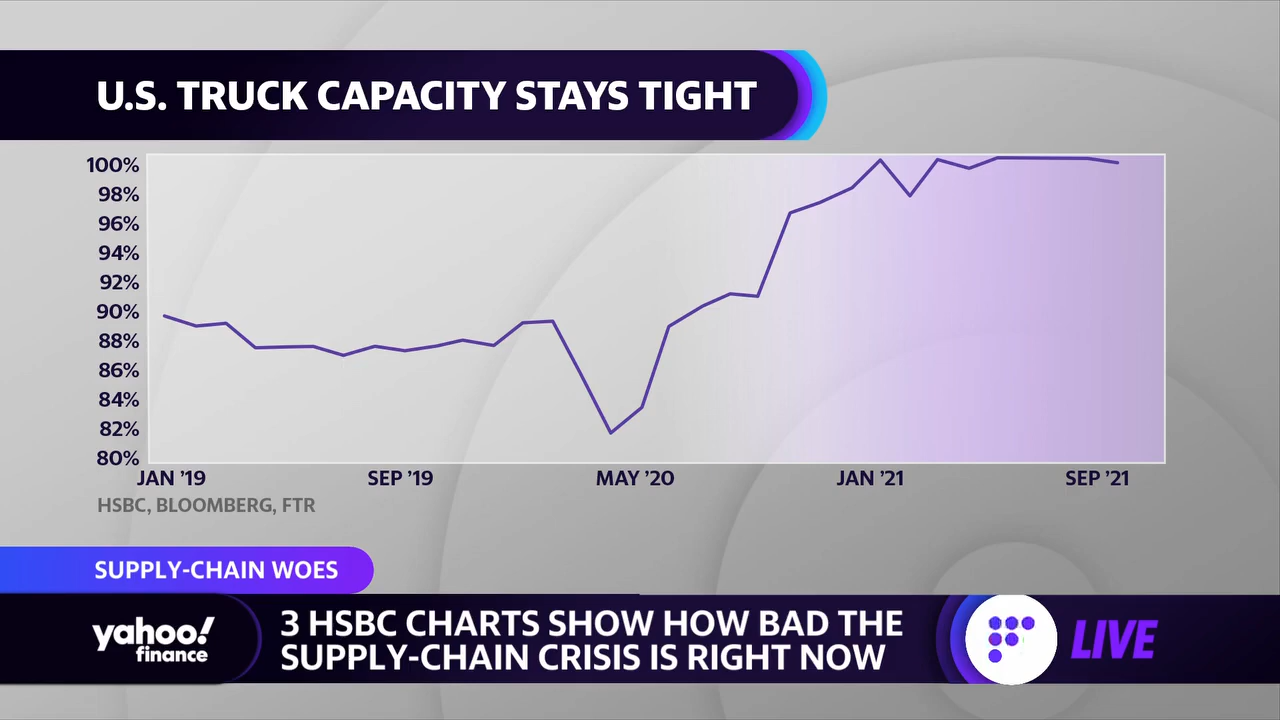 U.S. TRUCK CAPACITY STAYS TIGHT
100%
98%
96%
94%
92%
90%
88%
86%
84%
82%
80%
JAN ’19 SEP ’19 MAY ’20 JAN ’21 SEP ’21
HSBC, BLOOMBERG, FTR
SUPPLY-CHAIN WOES
yahoo!
finance
3 HSBC CHARTS SHOW HOW BAD THE
SUPPLY-CHAIN CRISIS IS RIGHT NOW
LIVE